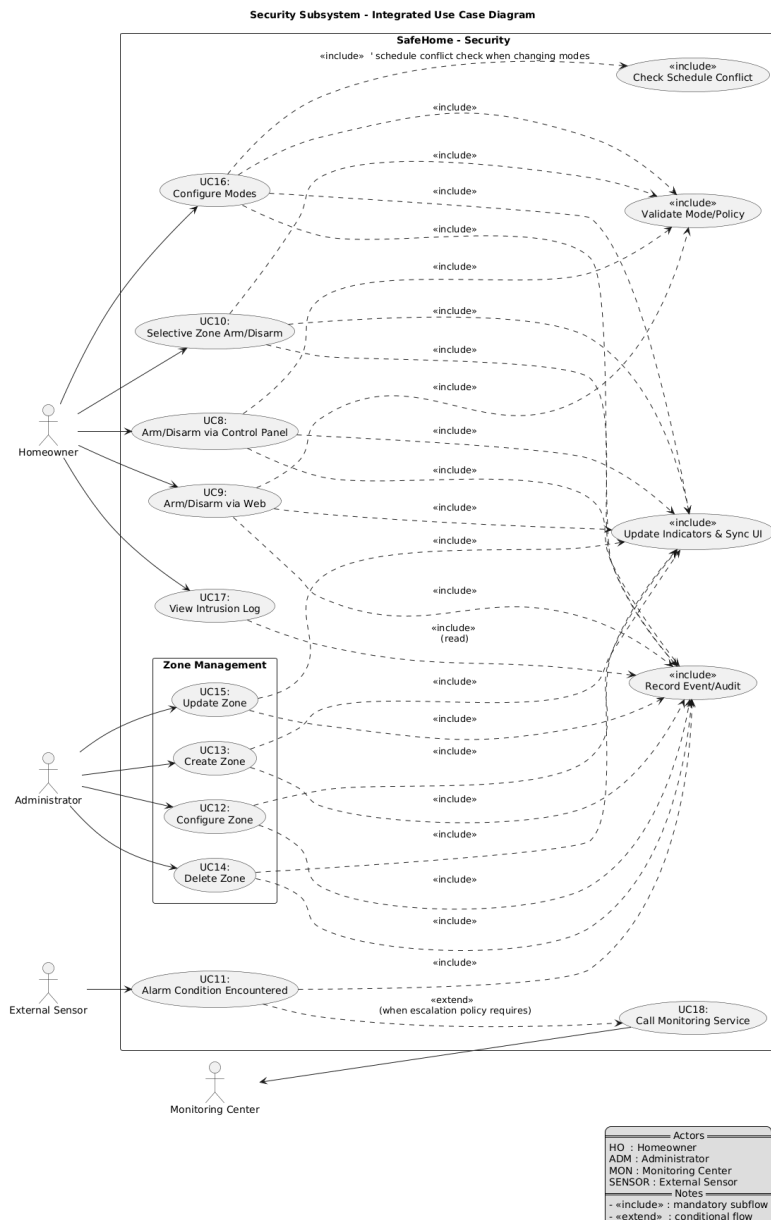 Security Subsystem - Integrated Use Case Diagram
SafeHome - Security
«include»  ' schedule conflict check when changing modes
«include»
Check Schedule Conflict
«include»
«include»
UC16:
Configure Modes
«include»
«include»
Validate Mode/Policy
«include»
«include»
UC10:
Selective Zone Arm/Disarm
«include»
«include»
Homeowner
UC8:
Arm/Disarm via Control Panel
«include»
«include»
UC9:
Arm/Disarm via Web
«include»
«include»
Update Indicators & Sync UI
«include»
UC17:
View Intrusion Log
«include»
«include»
(read)
Zone Management
«include»
Record Event/Audit
UC15:
Update Zone
«include»
«include»
UC13:
Create Zone
«include»
Administrator
«include»
UC12:
Configure Zone
«include»
UC14:
Delete Zone
«include»
«include»
«include»
External Sensor
UC11:
Alarm Condition Encountered
«extend»
(when escalation policy requires)
UC18:
Call Monitoring Service
Monitoring Center
Actors
HO  : Homeowner
ADM : Administrator
MON : Monitoring Center
SENSOR : External Sensor
Notes
- «include» : mandatory subflow
- «extend»  : conditional flow